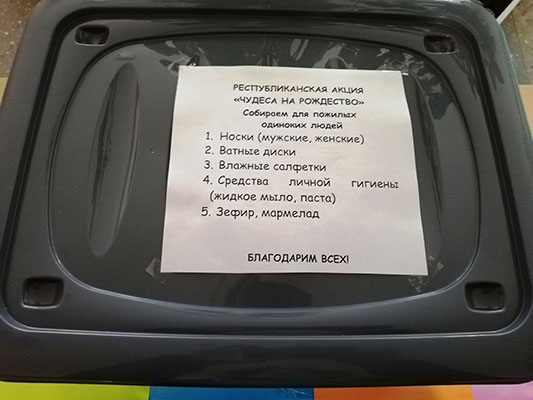 РЕСПУБЛИКАНСКАЯ АКЦИЯ
«ЧУДЕСА НА РОЖДЕСТВО»
Собираем для пожилых
одиноких людей
1. Носки (мужские, женские)
2. Ватные диски
3. Влажные салфетки
4. Средства личной гигиены
(жидкое мыло, паста)
5. Зефир, мармелад
БЛАГОДАРИМ ВСЕХ!